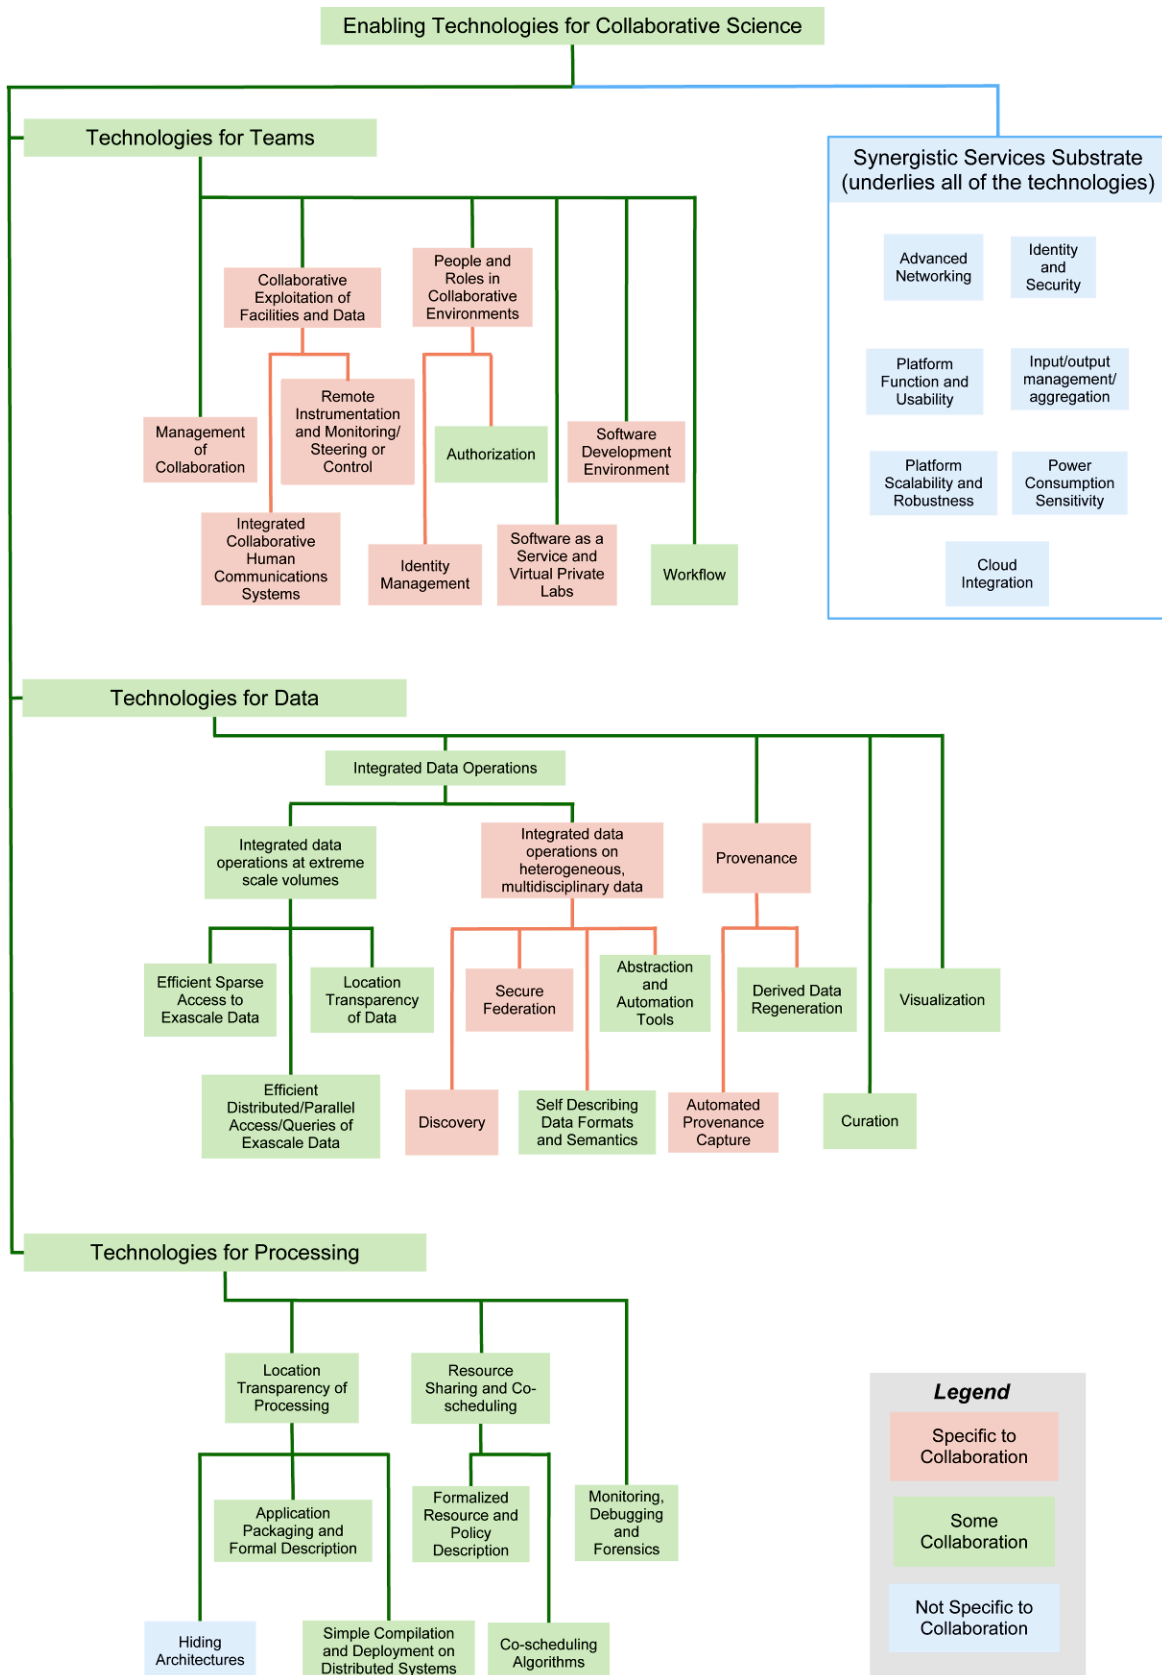 Enabling Technologies for Collaborative Science
Technologies for Teams
Synergistic Services Substrate
(underlies all of the technologies)
Advanced
Networking
Identity
and
Security
Platform
Function and
Usability
Input/output
management/
aggregation
Platform
Scalability and
Robustness
Power
Consumption
Sensitivity
Cloud
Integration
Collaborative
Exploitation of
Facilities and Data
People and
Roles in
Collaborative
Environments
Management
of
Collaboration
Remote
Instrumentation
and Monitoring/
Steering or
Control
Authorization
Software
Development
Environment
Integrated
Collaborative
Human
Communications
Systems
Identity
Management
Software as a
Service and
Virtual Private
Labs
Workflow
Technologies for Data
Integrated Data Operations
Integrated data
operations at extreme
scale volumes
Integrated data
operations on
heterogeneous,
multidisciplinary data
Provenance
Efficient Sparse
Access to
Exascale Data
Location
Transparency
of Data
Secure
Federation
Abstraction
and
Automation
Tools
Derived Data
Regeneration
Visualization
Efficient
Distributed/Parallel
Access/Queries of
Exascale Data
Discovery
Self Describing
Data Formats
and Semantics
Automated
Provenance
Capture
Curation
Technologies for Processing
Location
Transparency of
Processing
Resource
Sharing and Co-
scheduling
Application
Packaging and
Formal Description
Formalized
Resource and
Policy
Description
Monitoring,
Debugging
and
Forensics
Hiding
Architectures
Simple Compilation
and Deployment on
Distributed Systems
Co-scheduling
Algorithms
Legend
Specific to
Collaboration
Some
Collaboration
Not Specific to
Collaboration